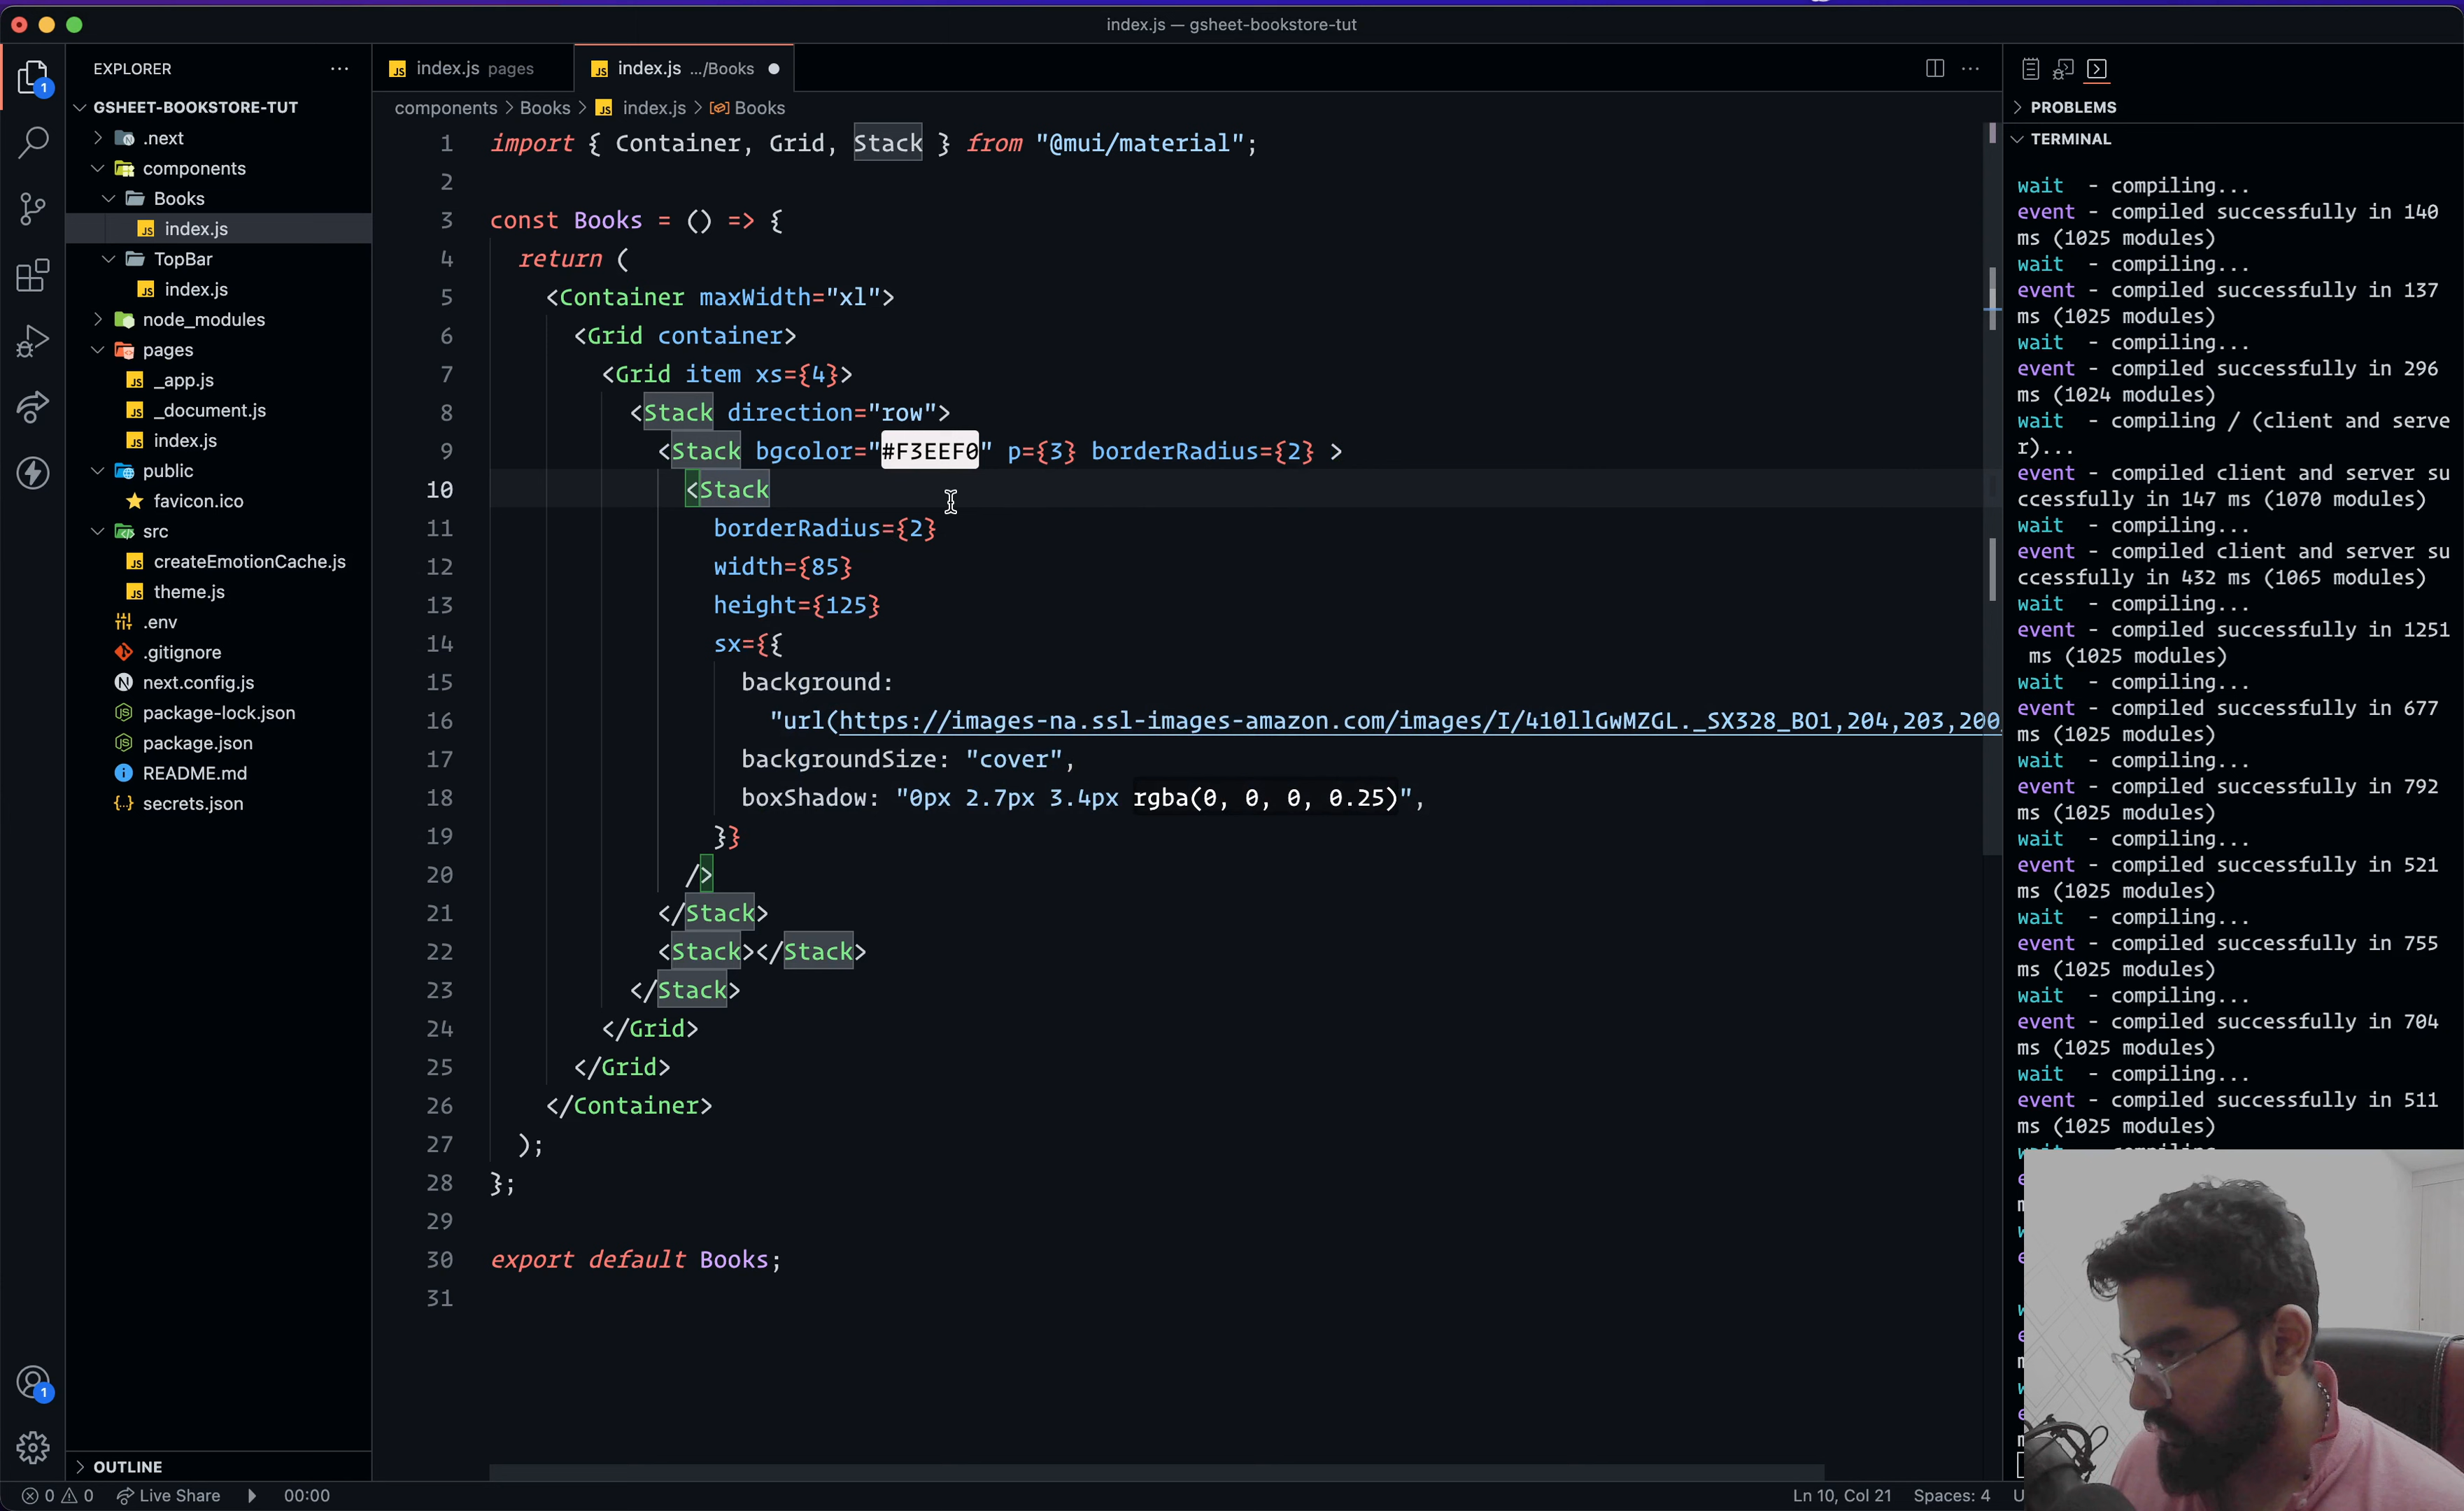 index.js — gsheet-bookstore-tut
EXPLORER
1
GSHEET-BOOKSTORE-TUT
.next
components
Books
index.js
TopBar
index.js
node_modules
pages
_app.js
_document.js
index.js
public
favicon.ico
src
createEmotionCache.js
theme.js
.env
.gitignore
next.config.js
package-lock.json
package.json
README.md
secrets.json
OUTLINE
1
index.js pages
index.js .../Books
components > Books > index.js > Books
1 import { Container, Grid, Stack } from "@mui/material";
2
3 const Books = () => {
4 return (
5 <Container maxWidth="xl">
6 <Grid container>
7 <Grid item xs={4}>
8 <Stack direction="row">
9 <Stack bgcolor="#F3EEF0" p={3} borderRadius={2} >
10 <Stack
11 borderRadius={2}
12 width={85}
13 height={125}
14 sx={{
15 background:
16 "url(https://images-na.ssl-images-amazon.com/images/I/410llGwMZGL._SX328_BO1,204,203,200
17 backgroundSize: "cover",
18 boxShadow: "0px 2.7px 3.4px rgba(0, 0, 0, 0.25)",
19 }}
20 />
21 </Stack>
22 <Stack></Stack>
23 </Stack>
24 </Grid>
25 </Grid>
26 </Container>
27 );
28 };
29
30 export default Books;
31
PROBLEMS
TERMINAL
wait - compiling...
event - compiled successfully in 140
ms (1025 modules)
wait - compiling...
event - compiled successfully in 137
ms (1025 modules)
wait - compiling...
event - compiled successfully in 296
ms (1024 modules)
wait - compiling / (client and serve
r)...
event - compiled client and server su
ccessfully in 147 ms (1070 modules)
wait - compiling...
event - compiled client and server su
ccessfully in 432 ms (1065 modules)
wait - compiling...
event - compiled successfully in 1251
ms (1025 modules)
wait - compiling...
event - compiled successfully in 677
ms (1025 modules)
wait - compiling...
event - compiled successfully in 792
ms (1025 modules)
wait - compiling...
event - compiled successfully in 521
ms (1025 modules)
wait - compiling...
event - compiled successfully in 755
ms (1025 modules)
wait - compiling...
event - compiled successfully in 704
ms (1025 modules)
wait - compiling...
event - compiled successfully in 511
ms (1025 modules)
0 0 Live Share 00:00
Ln 10, Col 21 Spaces: 4